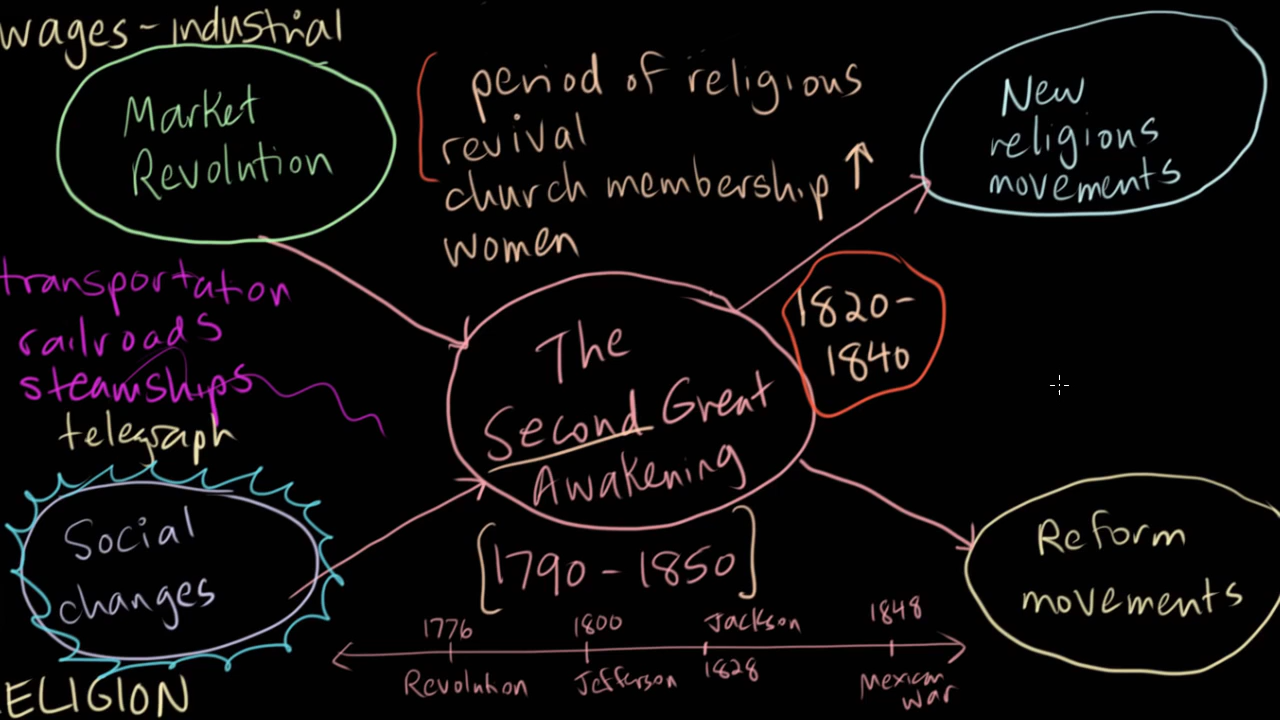 wages - industrial
Market
Revolution
period of religious
revival
church membership ↑
women
New
religious
movements
transportation
railroads
steamships
telegraph
1820-
1840
The
Second Great
Awakening
[1790 - 1850]
Social
changes
Reform
movements
1776
1800
Jackson
1848
Revolution
Jefferson
1828
Mexican
war
ELIGION